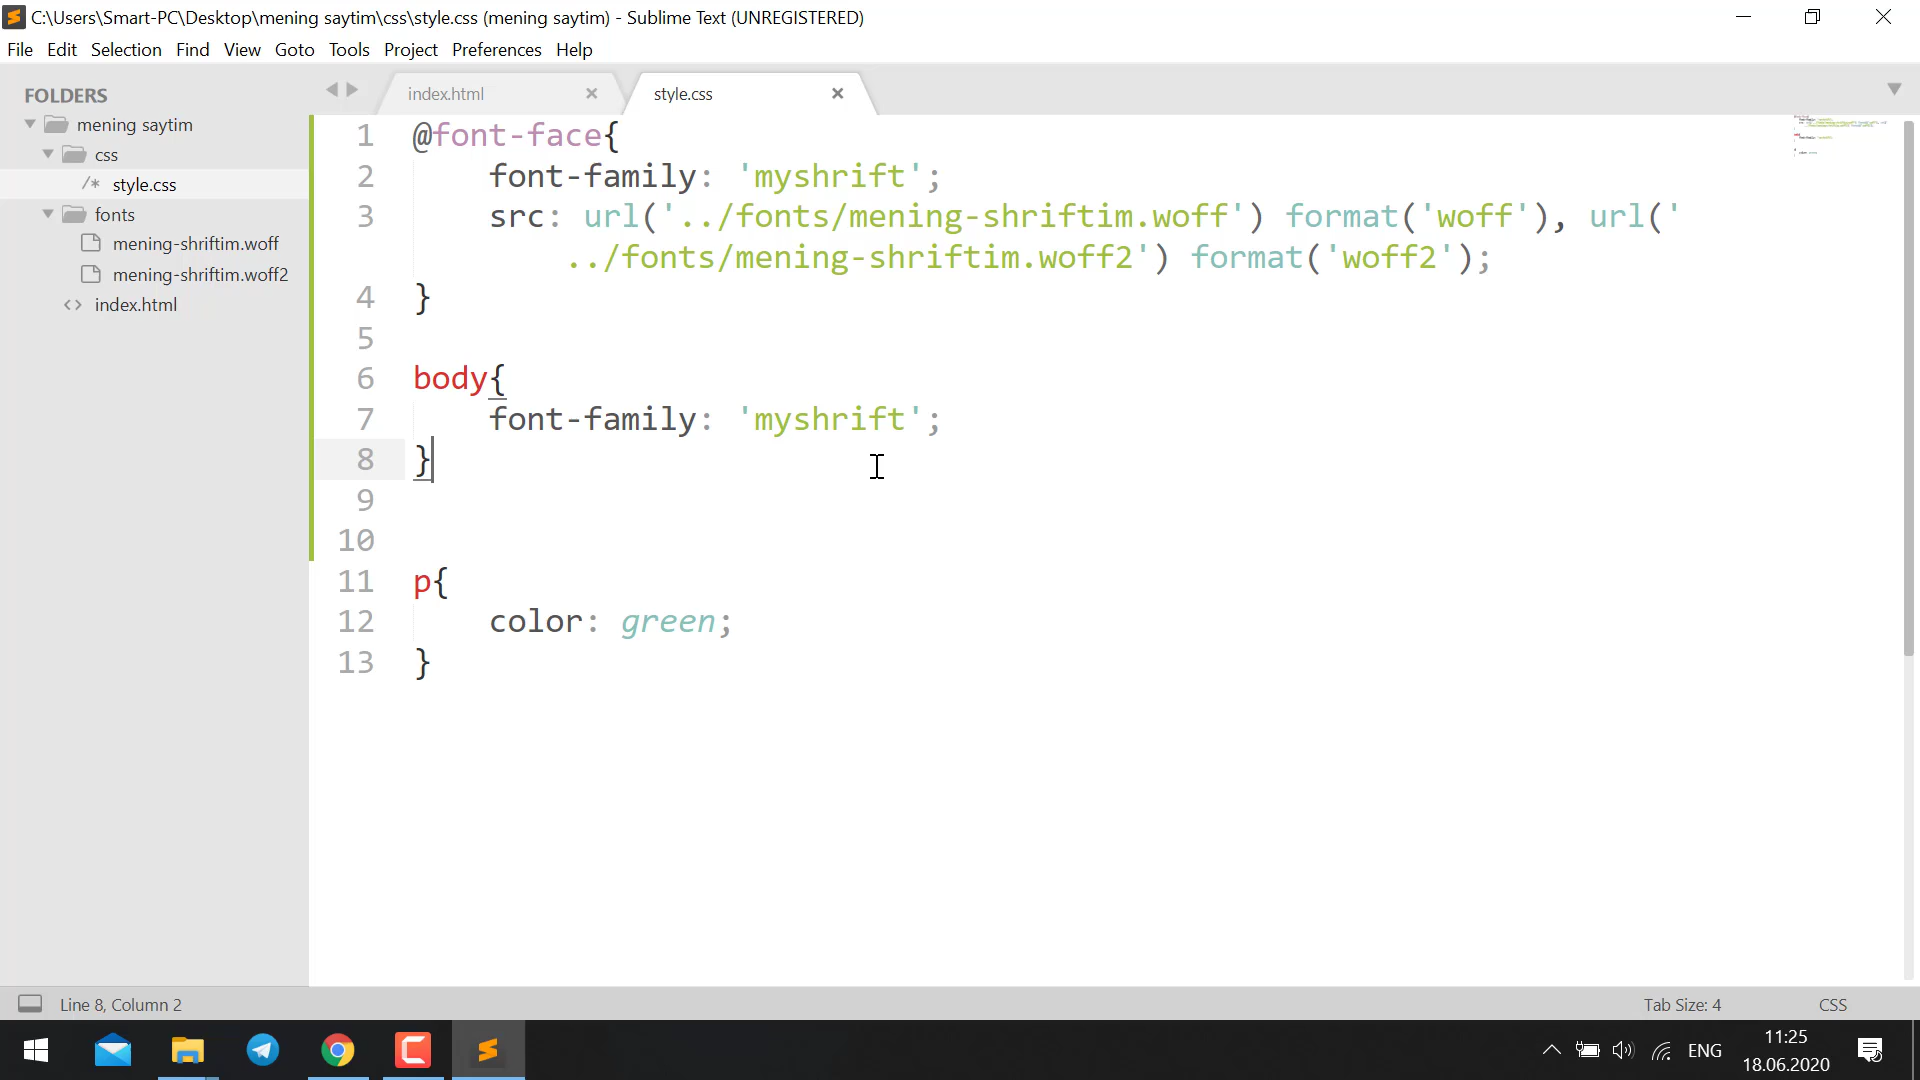 C:\Users\Smart-PC\Desktop\mening saytim\css\style.css (mening saytim) - Sublime Text (UNREGISTERED)
File Edit Selection Find View Goto Tools Project Preferences Help
FOLDERS
mening saytim
css
/* style.css
fonts
mening-shriftim.woff
mening-shriftim.woff2
<> index.html
index.html
style.css
1 @font-face{
2 font-family: 'myshrift';
3 src: url('../fonts/mening-shriftim.woff') format('woff'), url('
../fonts/mening-shriftim.woff2') format('woff2');
4 }
5
6 body{
7 font-family: 'myshrift';
8 }
9
10
11 p{
12 color: green;
13 }
Line 8, Column 2
Tab Size: 4
CSS
ENG
11:25
18.06.2020